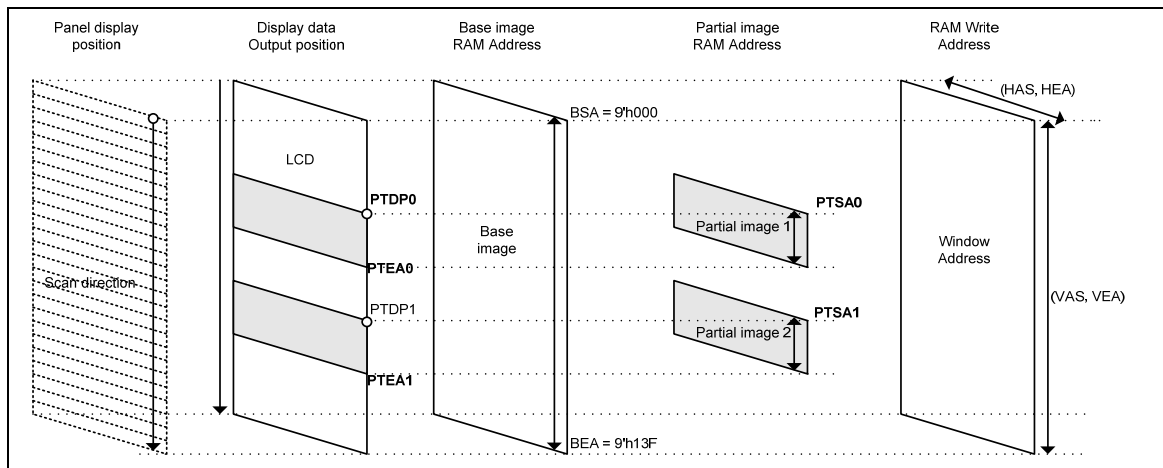 Panel display
position
Display data
Output position
Base image
RAM Address
Partial image
RAM Address
RAM Write
Address
(HAS, HEA)
BSA = 9'h000
LCD
PTDP0
PTSA0
Partial image 1
Base
image
Window
Address
PTEA0
Scan direction
PTDP1
PTSA1
(VAS, VEA)
Partial image 2
PTEA1
BEA = 9'h13F